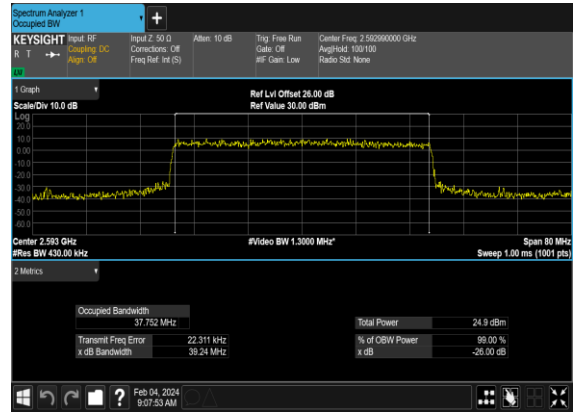 Spectrum Analyzer 1
Occupied BW
+
KEYSIGHT Input: RF Input Z: 50 Ω Atten: 10 dB Trig: Free Run Center Freq: 2.592990000 GHz
R T Coupling: DC Corrections: Off Gate: Off Avg|Hold: 100/100
Align: Off Freq Ref: Int (S) #IF Gain: Low Radio Std: None
LW
1 Graph Ref Lvl Offset 26.00 dB
Scale/Div 10.0 dB Ref Value 30.00 dBm
Log
20.0
10.0
0.00
-10.0
-20.0
-30.0
-40.0
-50.0
-60.0
Center 2.593 GHz #Video BW 1.3000 MHz* Span 80 MHz
#Res BW 430.00 kHz Sweep 1.00 ms (1001 pts)
2 Metrics
Occupied Bandwidth
37.752 MHz Total Power 24.9 dBm
Transmit Freq Error 22.311 kHz % of OBW Power 99.00 %
x dB Bandwidth 39.24 MHz x dB -26.00 dB
? Feb 04, 2024
9:07:53 AM